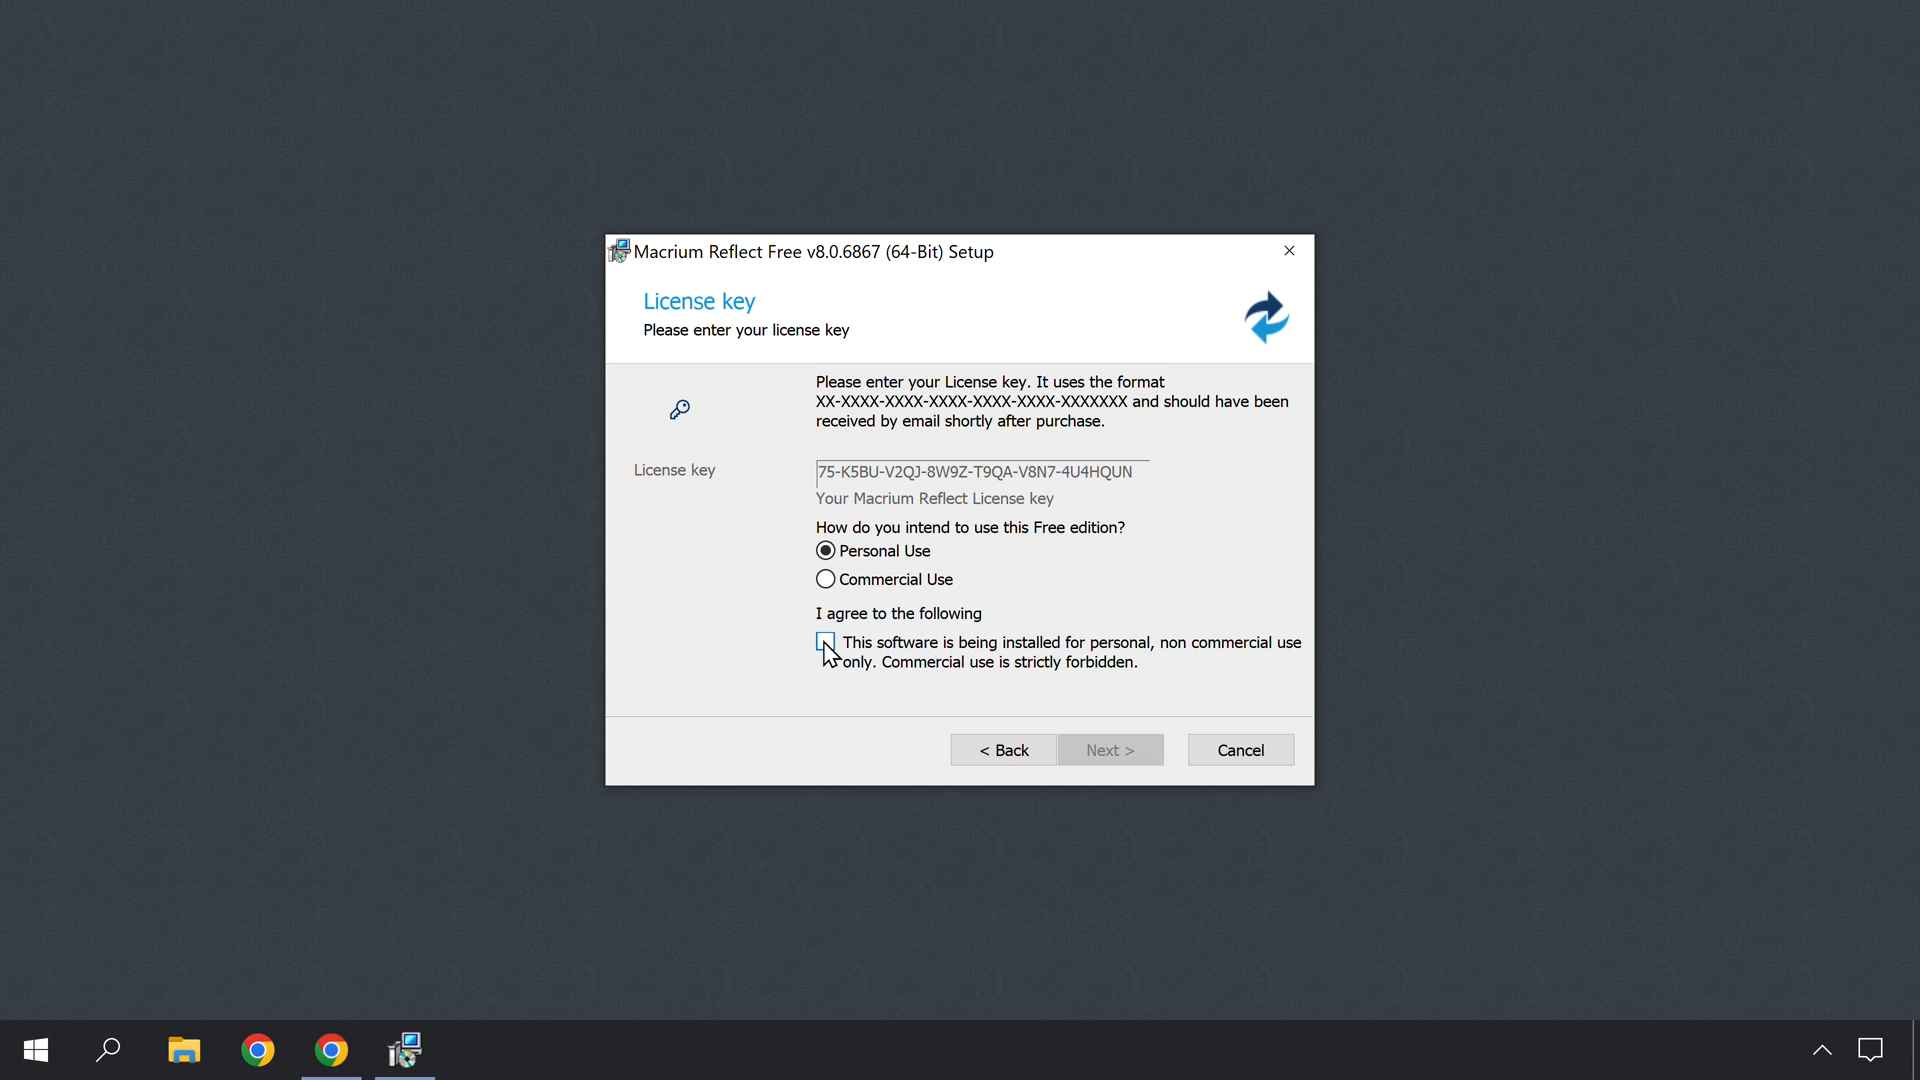 Macrium Reflect Free v8.0.6867 (64-Bit) Setup
License key
Please enter your license key
Please enter your License key. It uses the format
XX-XXXX-XXXX-XXXX-XXXX-XXXX-XXXXXXX and should have been
received by email shortly after purchase.
License key
75-K5BU-V2QJ-8W9Z-T9QA-V8N7-4U4HQUN
Your Macrium Reflect License key
How do you intend to use this Free edition?
Personal Use
Commercial Use
I agree to the following
This software is being installed for personal, non commercial use
only. Commercial use is strictly forbidden.
< Back
Next >
Cancel